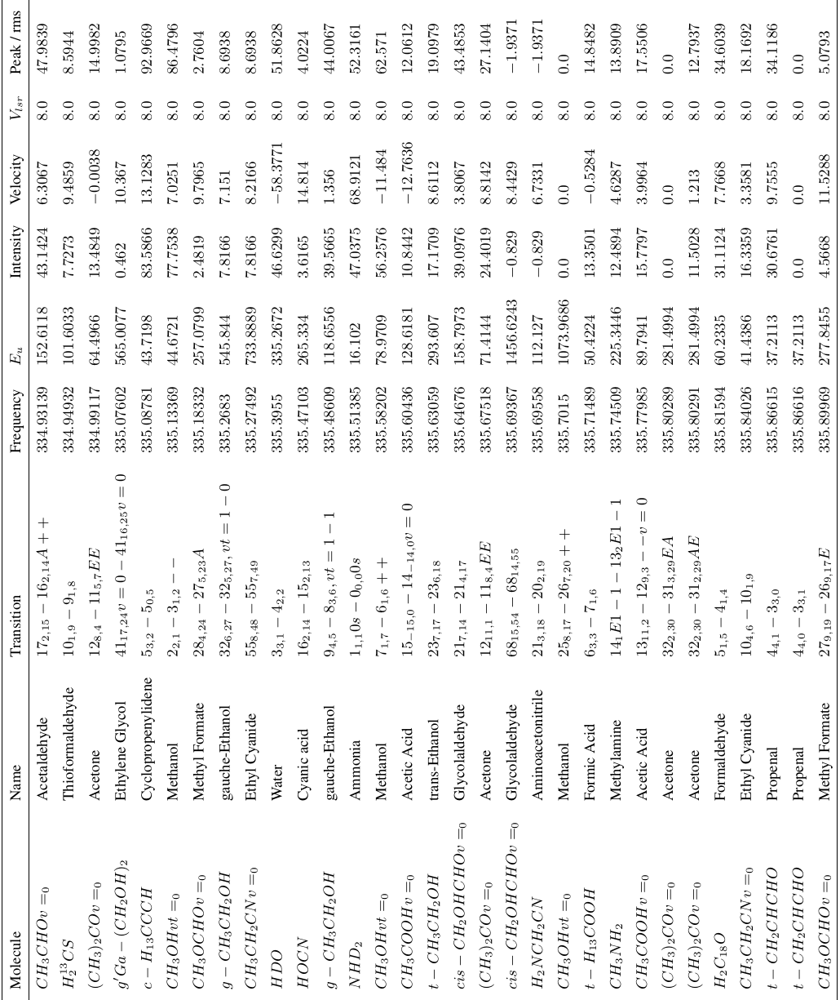 Molecule Name Transition Frequency E_u Intensity Velocity V_lsr Peak / rms
CH_3CHOv=_0 Acetaldehyde 17_{2,15} − 16_{2,14}A++ 334.93139 152.6118 43.1424 6.3067 8.0 47.9839
H_2^{13}CS Thioformaldehyde 10_{1,9} − 9_{1,8} 334.94932 101.6033 7.7273 9.4859 8.0 8.5944
(CH_3)_2COv=_0 Acetone 12_{8,4} − 11_{5,7}EE 334.99117 64.4966 13.4849 −0.0038 8.0 14.9982
g'Ga − (CH_2OH)_2 Ethylene Glycol 41_{17,24}v = 0 − 41_{16,25}v = 0 335.07602 565.0077 0.462 10.367 8.0 1.0795
c − H_{13}CCCH Cyclopropenylidene 5_{3,2} − 5_{0,5} 335.08781 43.7198 83.5866 13.1283 8.0 92.9669
CH_3OHvt=_0 Methanol 2_{2,1} − 3_{1,2} − − 335.13369 44.6721 77.7538 7.0251 8.0 86.4796
CH_3OCHOv=_0 Methyl Formate 28_{4,24} − 27_{5,23}A 335.18332 257.0799 2.4819 9.7965 8.0 2.7604
g − CH_3CH_2OH gauche-Ethanol 32_{6,27} − 32_{5,27}, vt = 1 − 0 335.2683 545.844 7.8166 7.151 8.0 8.6938
CH_3CH_2CNv=_0 Ethyl Cyanide 55_{8,48} − 55_{7,49} 335.27492 733.8889 7.8166 8.2166 8.0 8.6938
HDO Water 3_{3,1} − 4_{2,2} 335.3955 335.2672 46.6299 −58.3771 8.0 51.8628
HOCN Cyanic acid 16_{2,14} − 15_{2,13} 335.47103 265.334 3.6165 14.814 8.0 4.0224
g − CH_3CH_2OH gauche-Ethanol 9_{4,5} − 8_{3,6}, vt = 1 − 1 335.48609 118.6556 39.5665 1.356 8.0 44.0067
NHD_2 Ammonia 1_{1,1}0s − 0_{0,0}0s 335.51385 16.102 47.0375 68.9121 8.0 52.3161
CH_3OHvt=_0 Methanol 7_{1,7} − 6_{1,6} ++ 335.58202 78.9709 56.2576 −11.484 8.0 62.571
CH_3COOHv=_0 Acetic Acid 15_{−15,0} − 14_{−14,0}v = 0 335.60436 128.6181 10.8442 −12.7636 8.0 12.0612
t − CH_3CH_2OH trans-Ethanol 23_{7,17} − 23_{6,18} 335.63059 293.607 17.1709 8.6112 8.0 19.0979
cis − CH_2OHCHOv=_0 Glycolaldehyde 21_{7,14} − 21_{4,17} 335.64676 158.7973 39.0976 3.8067 8.0 43.4853
(CH_3)_2COv=_0 Acetone 12_{11,1} − 11_{8,4}EE 335.67518 71.4144 24.4019 8.8142 8.0 27.1404
cis − CH_2OHCHOv=_0 Glycolaldehyde 68_{15,54} − 68_{14,55} 335.69367 1456.6243 −0.829 8.4429 8.0 −1.9371
H_2NCH_2CN Aminoacetonitrile 21_{3,18} − 20_{2,19} 335.69558 112.127 −0.829 6.7331 8.0 −1.9371
CH_3OHvt=_0 Methanol 25_{8,17} − 26_{7,20} ++ 335.7015 1073.9686 0.0 0.0 8.0 0.0
t − H_{13}COOH Formic Acid 6_{3,3} − 7_{1,6} 335.71489 50.4224 13.3501 −0.5284 8.0 14.8482
CH_3NH_2 Methylamine 14_1E1 − 1 − 13_2E1 − 1 335.74509 225.3446 12.4894 4.6287 8.0 13.8909
CH_3COOHv=_0 Acetic Acid 13_{11,2} − 12_{9,3} − −v = 0 335.77985 89.7941 15.7797 3.9964 8.0 17.5506
(CH_3)_2COv=_0 Acetone 32_{2,30} − 31_{3,29}EA 335.80289 281.4994 0.0 0.0 8.0 0.0
(CH_3)_2COv=_0 Acetone 32_{2,30} − 31_{2,29}AE 335.80291 281.4994 11.5028 1.213 8.0 12.7937
H_2C_{18}O Formaldehyde 5_{1,5} − 4_{1,4} 335.81594 60.2335 31.1124 7.7668 8.0 34.6039
CH_3CH_2CNv=_0 Ethyl Cyanide 10_{4,6} − 10_{1,9} 335.84026 41.4386 16.3359 3.3581 8.0 18.1692
t − CH_2CHCHO Propenal 4_{4,1} − 3_{3,0} 335.86615 37.2113 30.6761 9.7555 8.0 34.1186
t − CH_2CHCHO Propenal 4_{4,0} − 3_{3,1} 335.86616 37.2113 0.0 0.0 8.0 0.0
CH_3OCHOv=_0 Methyl Formate 27_{9,19} − 26_{9,17}E 335.89969 277.8455 4.5668 11.5288 8.0 5.0793